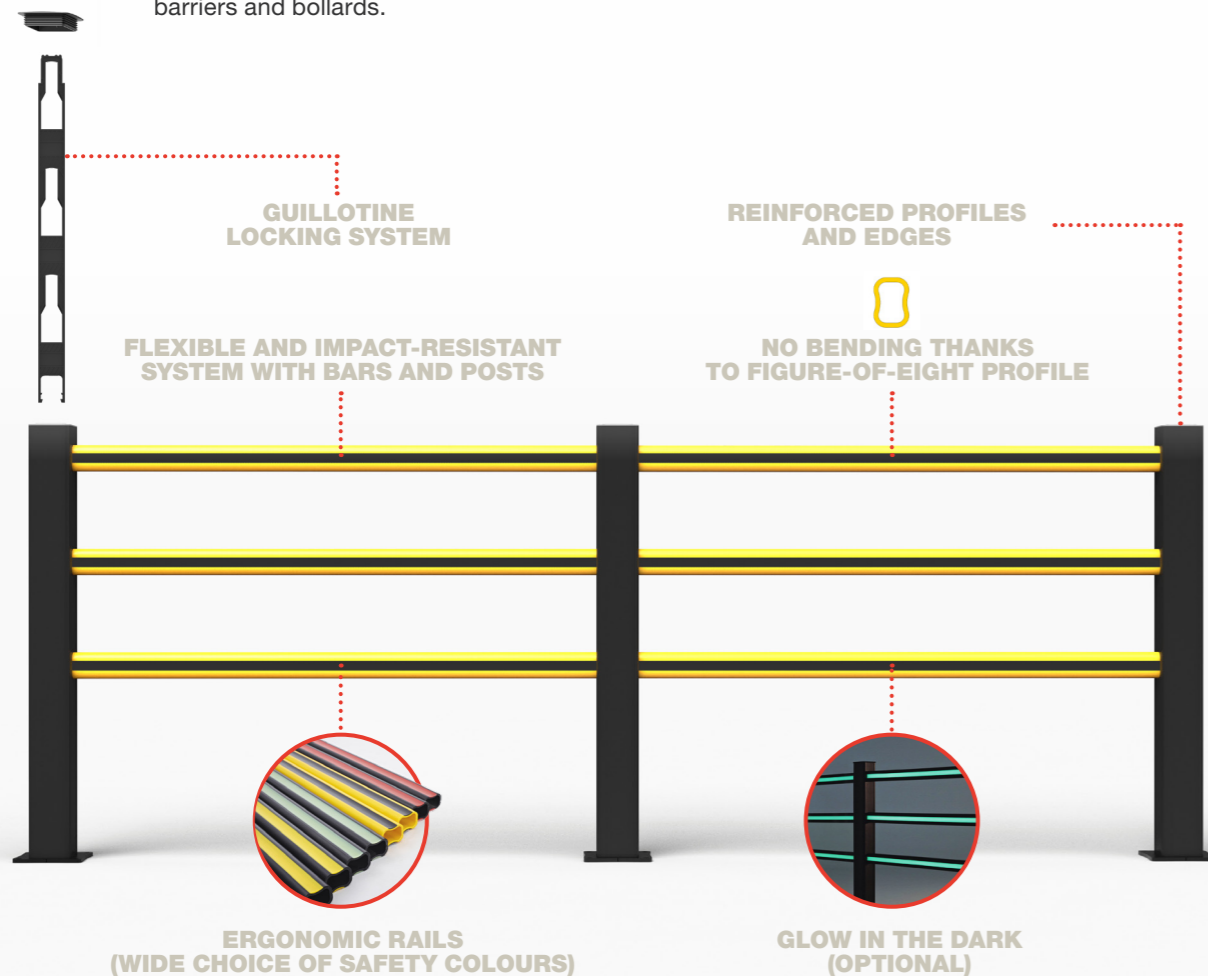 barriers and bollards.
GUILLOTINE
LOCKING SYSTEM
REINFORCED PROFILES
AND EDGES
FLEXIBLE AND IMPACT-RESISTANT
SYSTEM WITH BARS AND POSTS
NO BENDING THANKS
TO FIGURE-OF-EIGHT PROFILE
ERGONOMIC RAILS
(WIDE CHOICE OF SAFETY COLOURS)
GLOW IN THE DARK
(OPTIONAL)